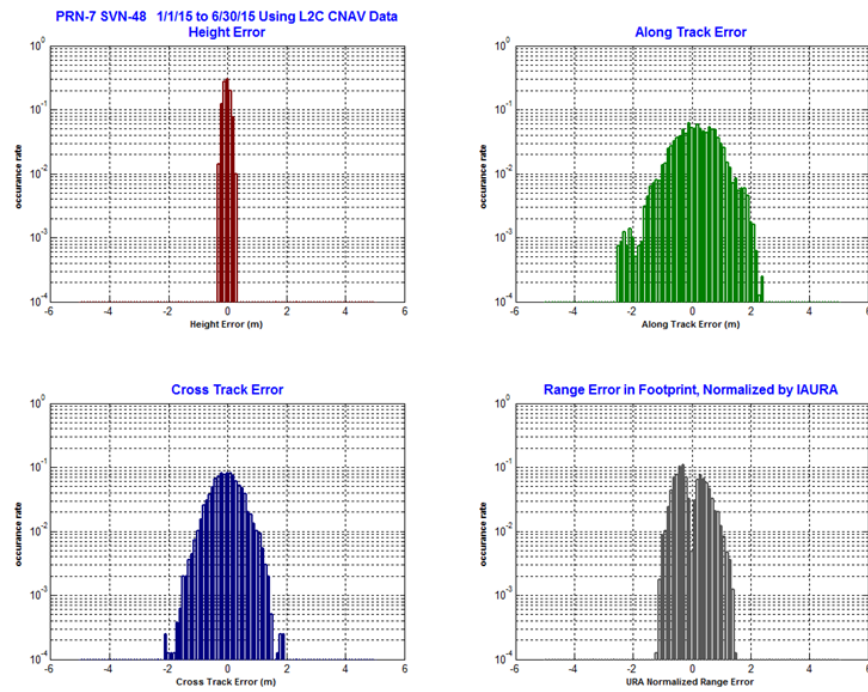 PRN-7 SVN-48 1/1/15 to 6/30/15 Using L2C CNAV Data
Height Error
10^0
10^-1
10^-2
10^-3
10^-4
occurance rate
-6 -4 -2 0 2 4 6
Height Error (m)
Along Track Error
10^0
10^-1
10^-2
10^-3
10^-4
occurance rate
-6 -4 -2 0 2 4 6
Along Track Error (m)
Cross Track Error
10^0
10^-1
10^-2
10^-3
10^-4
occurance rate
-6 -4 -2 0 2 4 6
Cross Track Error (m)
Range Error in Footprint, Normalized by IAURA
10^0
10^-1
10^-2
10^-3
10^-4
occurance rate
-6 -4 -2 0 2 4 6
URA Normalized Range Error